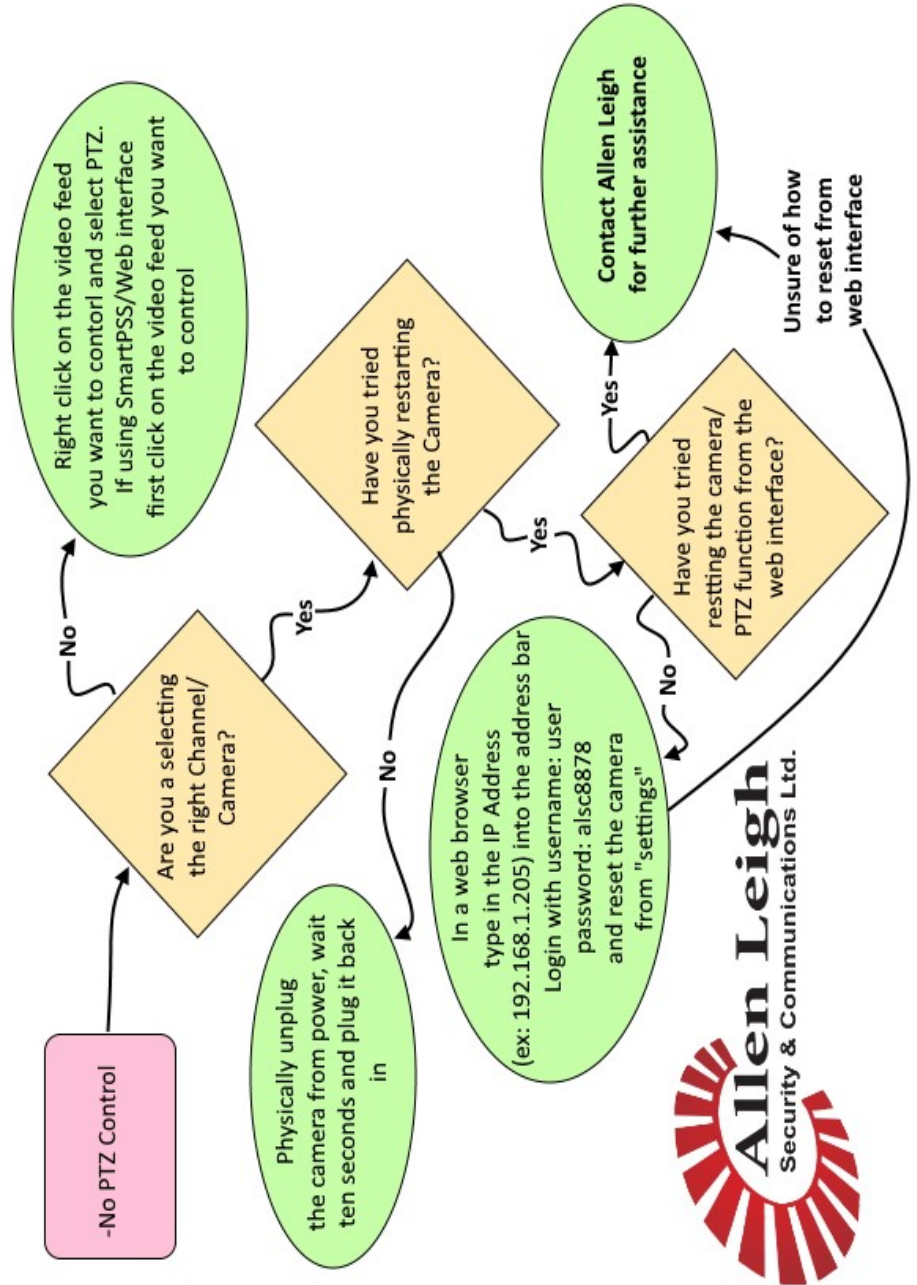 -No PTZ Control
Are you a selecting
the right Channel/
Camera?
No
Right click on the video feed
you want to contorl and select PTZ.
If using SmartPSS/Web interface
first click on the video feed you want
to control
Yes
Have you tried
physically restarting
the Camera?
No
Physically unplug
the camera from power, wait
ten seconds and plug it back
in
Yes
Have you tried
restting the camera/
PTZ function from the
web interface?
No
In a web browser
type in the IP Address
(ex: 192.168.1.205) into the address bar
Login with username: user
password: alsc8878
and reset the camera
from "settings"
Yes
Contact Allen Leigh
for further assistance
Unsure of how
to reset from
web interface
Allen Leigh
Security & Communications Ltd.